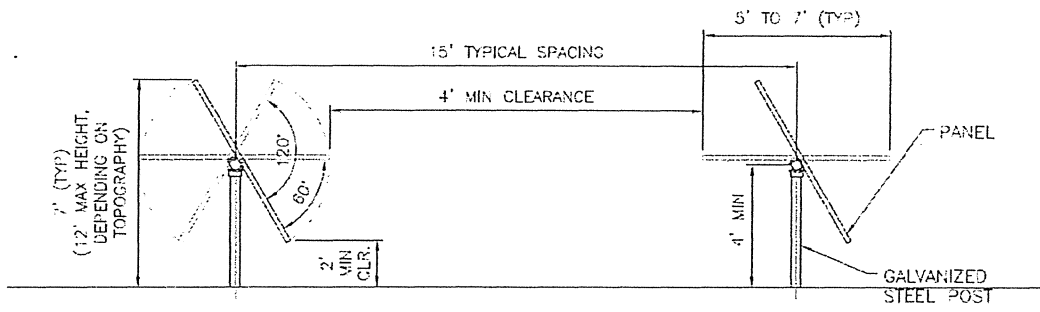 5' TO 7' (TYP)
15' TYPICAL SPACING
4' MIN CLEARANCE
7' (TYP)
(12' MAX HEIGHT,
DEPENDING ON
TOPOGRAPHY)
120°
60°
PANEL
2'
MIN
CLR.
4' MIN
GALVANIZED
STEEL POST